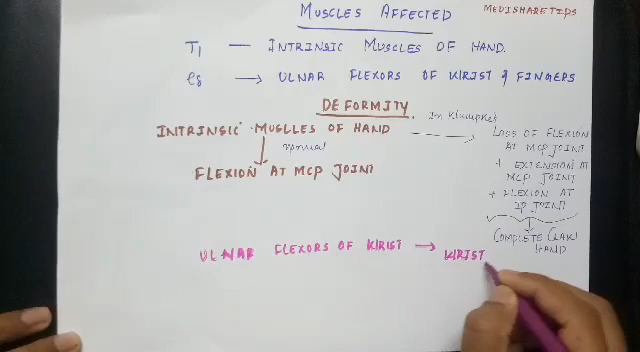 MUSCLES AFFECTED
MEDISHARETIPS
T1 — INTRINSIC MUSCLES OF HAND.
C8 → ULNAR FLEXORS OF WRIST & FINGERS
DEFORMITY.
In Klumpkes
INTRINSIC MUSCLES OF HAND
normal
FLEXION AT MCP JOINT
LOSS OF FLEXION
AT MCP JOINT
+ EXTENSION AT
MCP JOINT
+ FLEXION AT
IP JOINT
COMPLETE CLAW
HAND
ULNAR FLEXORS OF WRIST → WRIST